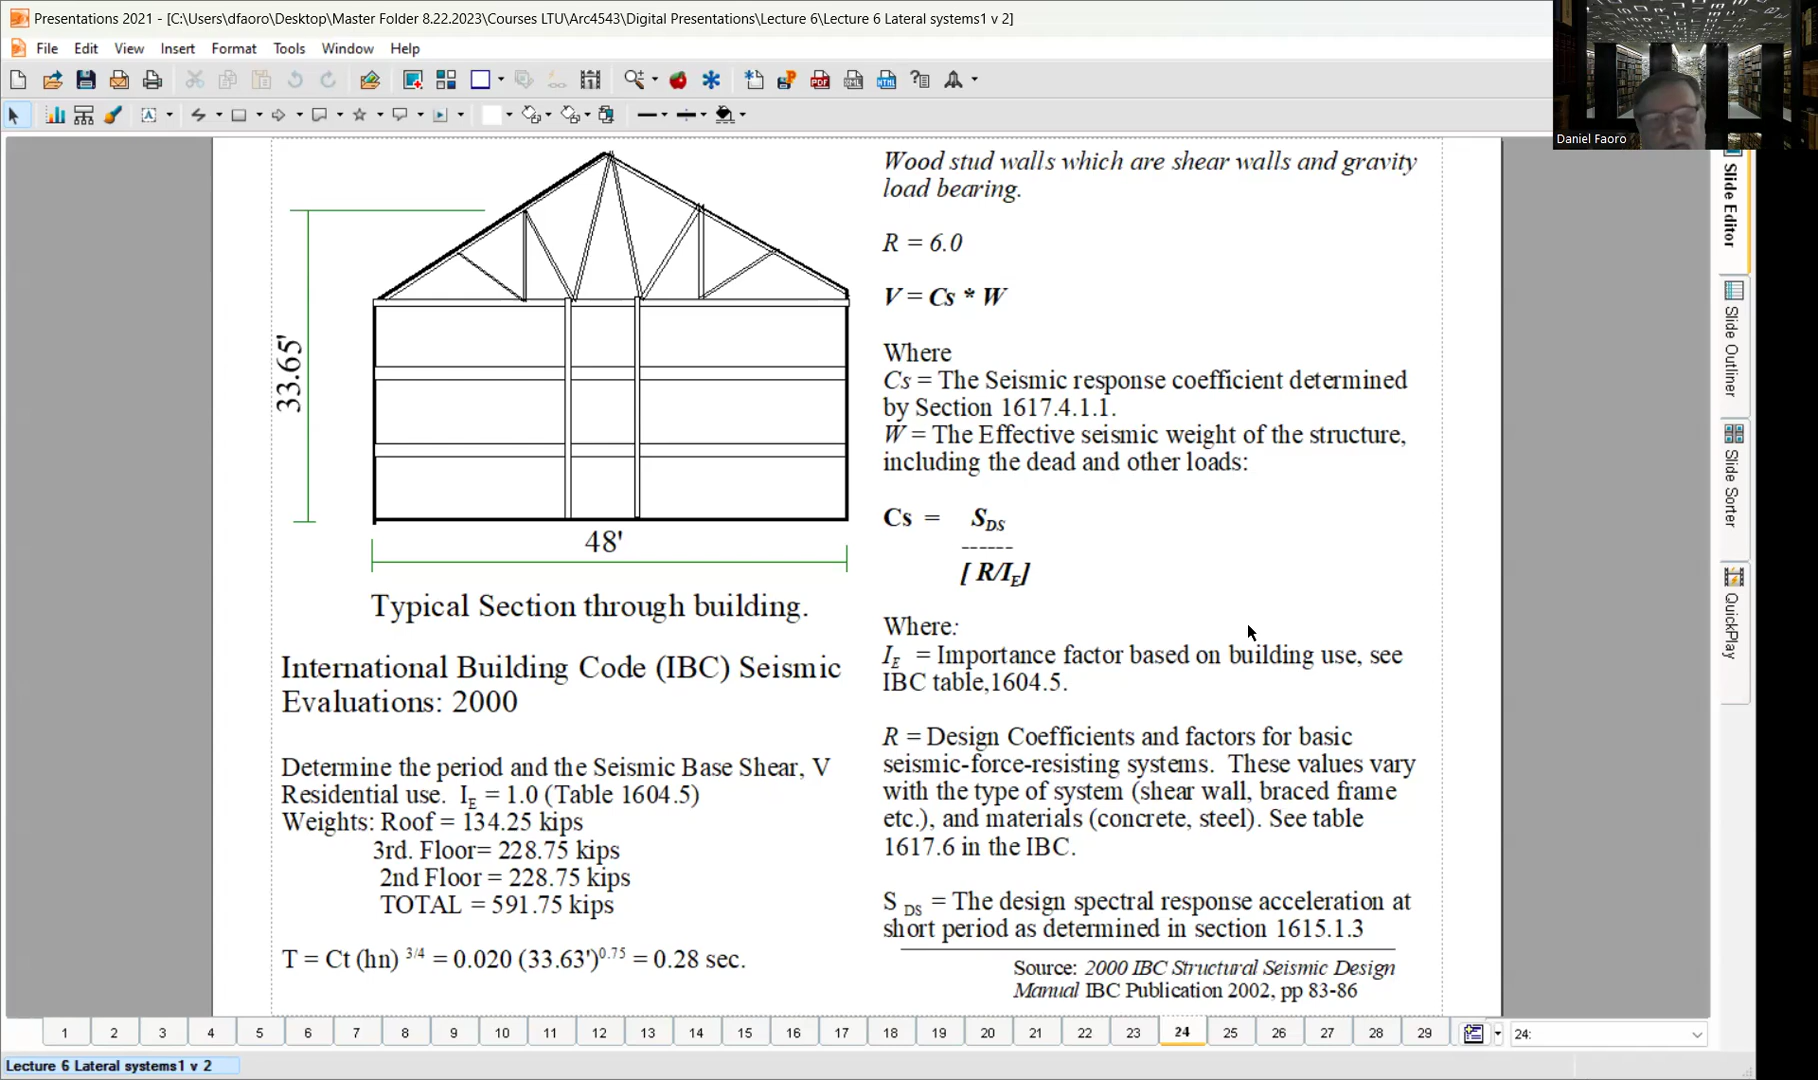 Presentations 2021 - [C:\Users\dfaoro\Desktop\Master Folder 8.22.2023\Courses LTU\Arc4543\Digital Presentations\Lecture 6\Lecture 6 Lateral systems1 v 2]
File Edit View Insert Format Tools Window Help
Daniel Faoro
33.65'
48'
Typical Section through building.
International Building Code (IBC) Seismic
Evaluations: 2000
Determine the period and the Seismic Base Shear, V
Residential use. I_E = 1.0 (Table 1604.5)
Weights: Roof = 134.25 kips
3rd. Floor= 228.75 kips
2nd Floor = 228.75 kips
TOTAL = 591.75 kips
T = Ct (hn) ^3/4 = 0.020 (33.63')^0.75 = 0.28 sec.
Wood stud walls which are shear walls and gravity
load bearing.
R = 6.0
V = Cs * W
Where
Cs = The Seismic response coefficient determined
by Section 1617.4.1.1.
W = The Effective seismic weight of the structure,
including the dead and other loads:
Cs = S_DS
------
[ R/I_E]
Where:
I_E = Importance factor based on building use, see
IBC table,1604.5.
R = Design Coefficients and factors for basic
seismic-force-resisting systems. These values vary
with the type of system (shear wall, braced frame
etc.), and materials (concrete, steel). See table
1617.6 in the IBC.
S_DS = The design spectral response acceleration at
short period as determined in section 1615.1.3
Source: 2000 IBC Structural Seismic Design
Manual IBC Publication 2002, pp 83-86
Slide Editor
Slide Outliner
Slide Sorter
QuickPlay
1 2 3 4 5 6 7 8 9 10 11 12 13 14 15 16 17 18 19 20 21 22 23 24 25 26 27 28 29 24:
Lecture 6 Lateral systems1 v 2